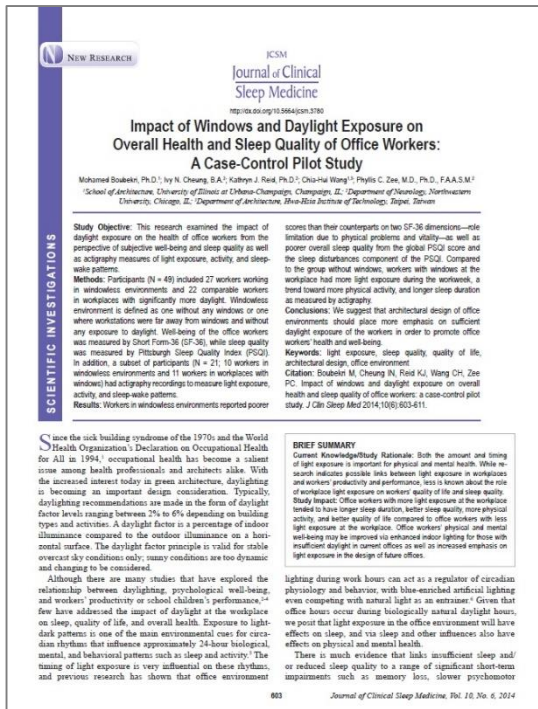 NEW RESEARCH
JCSM
Journal of Clinical
Sleep Medicine
http://dx.doi.org/10.5664/jcsm.3780
Impact of Windows and Daylight Exposure on
Overall Health and Sleep Quality of Office Workers:
A Case-Control Pilot Study
Mohamed Boubekri, Ph.D.¹; Ivy N. Cheung, B.A.²; Kathryn J. Reid, Ph.D.²; Chia-Hui Wang¹,³; Phyllis C. Zee, M.D., Ph.D., F.A.A.S.M.²
¹School of Architecture, University of Illinois at Urbana-Champaign, Champaign, IL; ²Department of Neurology, Northwestern
University, Chicago, IL; ³Department of Architecture, Hwa-Hsia Institute of Technology, Taipei, Taiwan
SCIENTIFIC INVESTIGATIONS
Study Objective: This research examined the impact of
daylight exposure on the health of office workers from the
perspective of subjective well-being and sleep quality as well
as actigraphy measures of light exposure, activity, and sleep-
wake patterns.
Methods: Participants (N = 49) included 27 workers working
in windowless environments and 22 comparable workers
in workplaces with significantly more daylight. Windowless
environment is defined as one without any windows or one
where workstations were far away from windows and without
any exposure to daylight. Well-being of the office workers
was measured by Short Form-36 (SF-36), while sleep quality
was measured by Pittsburgh Sleep Quality Index (PSQI).
In addition, a subset of participants (N = 21; 10 workers in
windowless environments and 11 workers in workplaces with
windows) had actigraphy recordings to measure light exposure,
activity, and sleep-wake patterns.
Results: Workers in windowless environments reported poorer
scores than their counterparts on two SF-36 dimensions—role
limitation due to physical problems and vitality—as well as
poorer overall sleep quality from the global PSQI score and
the sleep disturbances component of the PSQI. Compared
to the group without windows, workers with windows at the
workplace had more light exposure during the workweek, a
trend toward more physical activity, and longer sleep duration
as measured by actigraphy.
Conclusions: We suggest that architectural design of office
environments should place more emphasis on sufficient
daylight exposure of the workers in order to promote office
workers' health and well-being.
Keywords: light exposure, sleep quality, quality of life,
architectural design, office environment
Citation: Boubekri M, Cheung IN, Reid KJ, Wang CH, Zee
PC. Impact of windows and daylight exposure on overall
health and sleep quality of office workers: a case-control pilot
study. J Clin Sleep Med 2014;10(6):603-611.
Since the sick building syndrome of the 1970s and the World
Health Organization's Declaration on Occupational Health
for All in 1994,¹ occupational health has become a salient
issue among health professionals and architects alike. With
the increased interest today in green architecture, daylighting
is becoming an important design consideration. Typically,
daylighting recommendations are made in the form of daylight
factor levels ranging between 2% to 6% depending on building
types and activities. A daylight factor is a percentage of indoor
illuminance compared to the outdoor illuminance on a hori-
zontal surface. The daylight factor principle is valid for stable
overcast sky conditions only; sunny conditions are too dynamic
and changing to be considered.
Although there are many studies that have explored the
relationship between daylighting, psychological well-being,
and workers' productivity or school children's performance,²⁻⁴
few have addressed the impact of daylight at the workplace
on sleep, quality of life, and overall health. Exposure to light-
dark patterns is one of the main environmental cues for circa-
dian rhythms that influence approximately 24-hour biological,
mental, and behavioral patterns such as sleep and activity.⁵ The
timing of light exposure is very influential on these rhythms,
and previous research has shown that office environment
BRIEF SUMMARY
Current Knowledge/Study Rationale: Both the amount and timing
of light exposure is important for physical and mental health. While re-
search indicates possible links between light exposure in workplaces
and workers' productivity and performance, less is known about the role
of workplace light exposure on workers' quality of life and sleep quality.
Study Impact: Office workers with more light exposure at the workplace
tended to have longer sleep duration, better sleep quality, more physical
activity, and better quality of life compared to office workers with less
light exposure at the workplace. Office workers' physical and mental
well-being may be improved via enhanced indoor lighting for those with
insufficient daylight in current offices as well as increased emphasis on
light exposure in the design of future offices.
lighting during work hours can act as a regulator of circadian
physiology and behavior, with blue-enriched artificial lighting
even competing with natural light as an entrainer.⁶ Given that
office hours occur during biologically natural daylight hours,
we posit that light exposure in the office environment will have
effects on sleep, and via sleep and other influences also have
effects on physical and mental health.
There is much evidence that links insufficient sleep and/
or reduced sleep quality to a range of significant short-term
impairments such as memory loss, slower psychomotor
603
Journal of Clinical Sleep Medicine, Vol. 10, No. 6, 2014